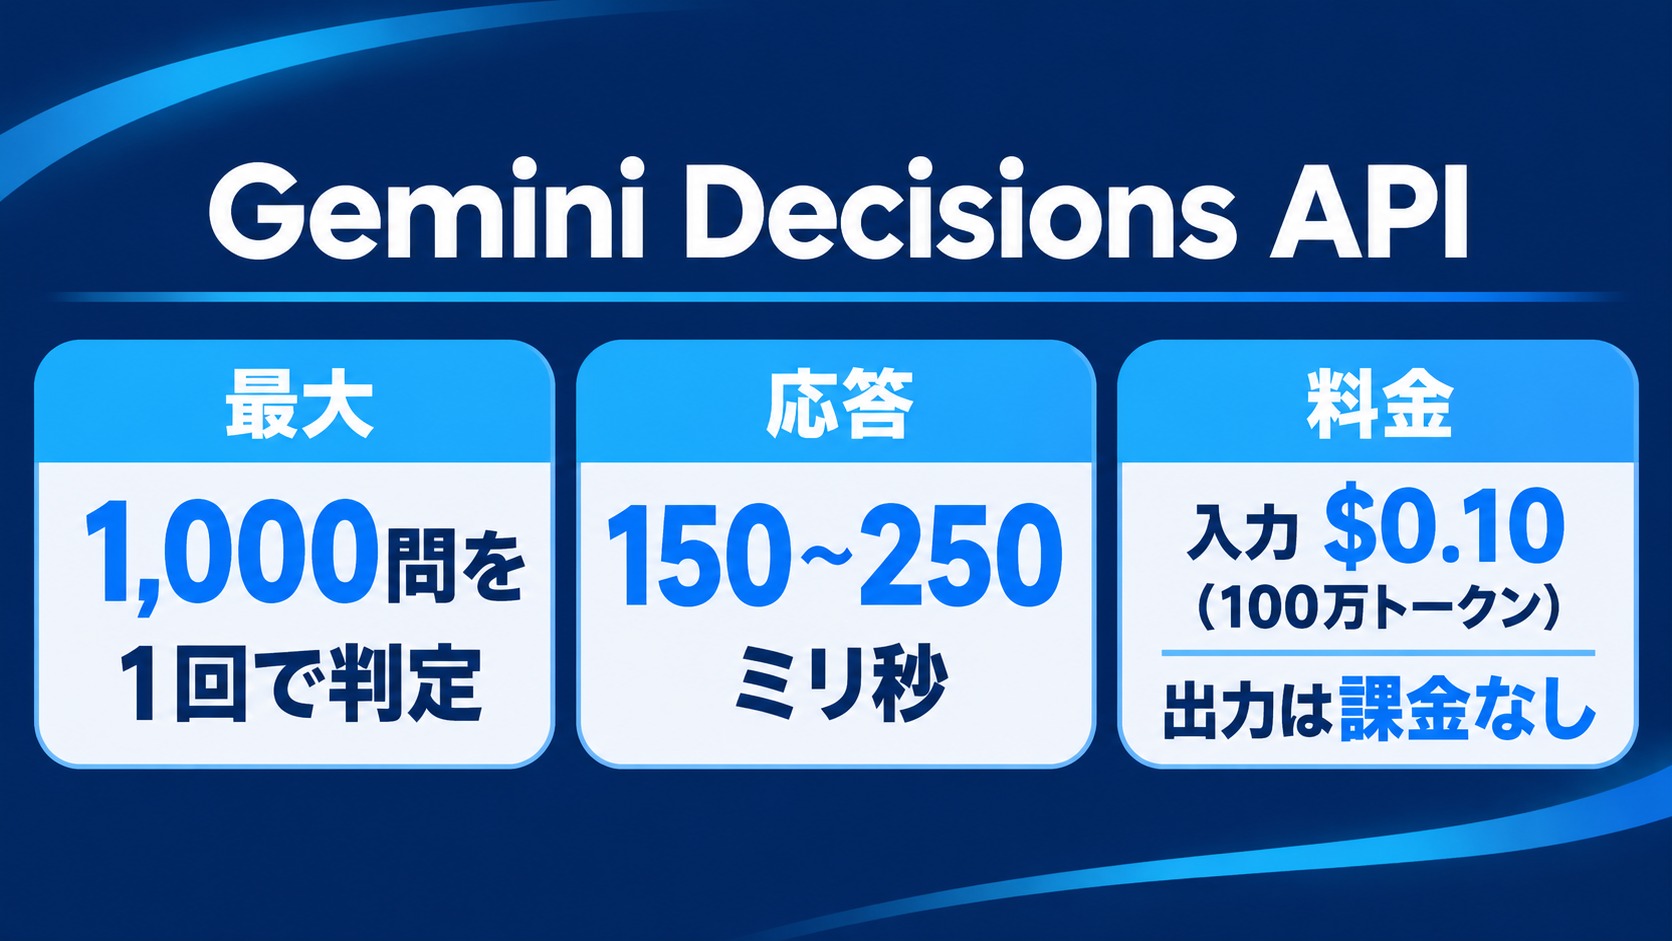 Gemini Decisions API
最大
1,000問を
1回で判定
応答
150~250
ミリ秒
料金
入力 $0.10
(100万トークン)
出力は課金なし